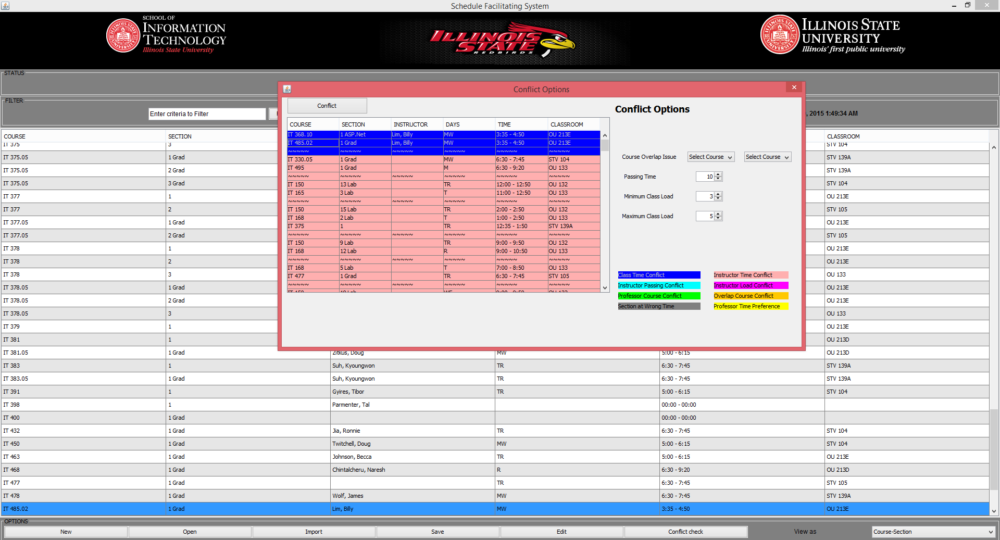 Schedule Facilitating System
SCHOOL OF
INFORMATION
TECHNOLOGY
Illinois State University
ILLINOIS
STATE
REDBIRDS
ILLINOIS STATE
UNIVERSITY
Illinois' first public university
STATUS
FILTER
Enter criteria to Filter
, 2015 1:49:34 AM
Conflict Options
Conflict
Conflict Options
COURSE SECTION INSTRUCTOR DAYS TIME CLASSROOM
IT 368.10 1 ASP.Net Lim, Billy MW 3:35 - 4:50 OU 213E
IT 485.02 1 Grad Lim, Billy MW 3:35 - 4:50 OU 213E
~~~~~ ~~~~~ ~~~~~ ~~~~~ ~~~~~ ~~~~~
IT 330.05 1 Grad MW 6:30 - 7:45 STV 104
IT 495 1 Grad M 6:30 - 9:20 OU 133
~~~~~ ~~~~~ ~~~~~ ~~~~~ ~~~~~ ~~~~~
IT 150 13 Lab TR 12:00 - 12:50 OU 132
IT 165 3 Lab T 11:00 - 12:50 OU 133
~~~~~ ~~~~~ ~~~~~ ~~~~~ ~~~~~ ~~~~~
IT 150 15 Lab TR 2:00 - 2:50 OU 132
IT 168 2 Lab T 1:00 - 2:50 OU 133
IT 375 1 TR 12:35 - 1:50 STV 139A
~~~~~ ~~~~~ ~~~~~ ~~~~~ ~~~~~ ~~~~~
IT 150 9 Lab TR 9:00 - 9:50 OU 132
IT 168 12 Lab R 9:00 - 10:50 OU 133
~~~~~ ~~~~~ ~~~~~ ~~~~~ ~~~~~ ~~~~~
IT 168 5 Lab T 7:00 - 8:50 OU 133
IT 477 1 Grad TR 6:30 - 7:45 STV 105
~~~~~ ~~~~~ ~~~~~ ~~~~~ ~~~~~ ~~~~~
Course Overlap Issue Select Course Select Course
Passing Time 10
Minimum Class Load 3
Maximum Class Load 5
Class Time Conflict Instructor Time Conflict
Instructor Passing Conflict Instructor Load Conflict
Professor Course Conflict Overlap Course Conflict
Section at Wrong Time Professor Time Preference
COURSE SECTION CLASSROOM
IT 375 3 STV 104
IT 375.05 1 Grad STV 139A
IT 375.05 2 Grad STV 139A
IT 375.05 3 Grad STV 104
IT 377 1 OU 213E
IT 377 2 STV 105
IT 377.05 1 Grad OU 213E
IT 377.05 2 Grad STV 105
IT 378 1 OU 213E
IT 378 2 OU 213E
IT 378 3 OU 133
IT 378.05 1 Grad OU 213E
IT 378.05 2 Grad OU 213E
IT 378.05 3 OU 133
IT 379 1 OU 213E
IT 381 1 OU 213D
IT 381.05 1 Grad Zitkus, Doug MW 5:00 - 6:15 OU 213D
IT 383 1 Suh, Kyoungwon TR 6:30 - 7:45 STV 139A
IT 383.05 1 Grad Suh, Kyoungwon TR 6:30 - 7:45 STV 139A
IT 391 1 Gyires, Tibor TR 5:00 - 6:15 STV 104
IT 398 1 Parmenter, Tal 00:00 - 00:00
IT 400 1 Grad 00:00 - 00:00
IT 432 1 Grad Jia, Ronnie TR 6:30 - 7:45 STV 104
IT 450 1 Grad Twitchell, Doug MW 5:00 - 6:15 STV 104
IT 463 1 Grad Johnson, Becca TR 5:00 - 6:15 OU 213E
IT 468 1 Grad Chintalcheru, Naresh R 6:30 - 9:20 OU 213D
IT 477 1 Grad TR 6:30 - 7:45 STV 105
IT 478 1 Grad Wolf, James MW 6:30 - 7:45 STV 139A
IT 485.02 1 Grad Lim, Billy MW 3:35 - 4:50 OU 213E
OPTIONS
New Open Import Save Edit Conflict check View as Course-Section